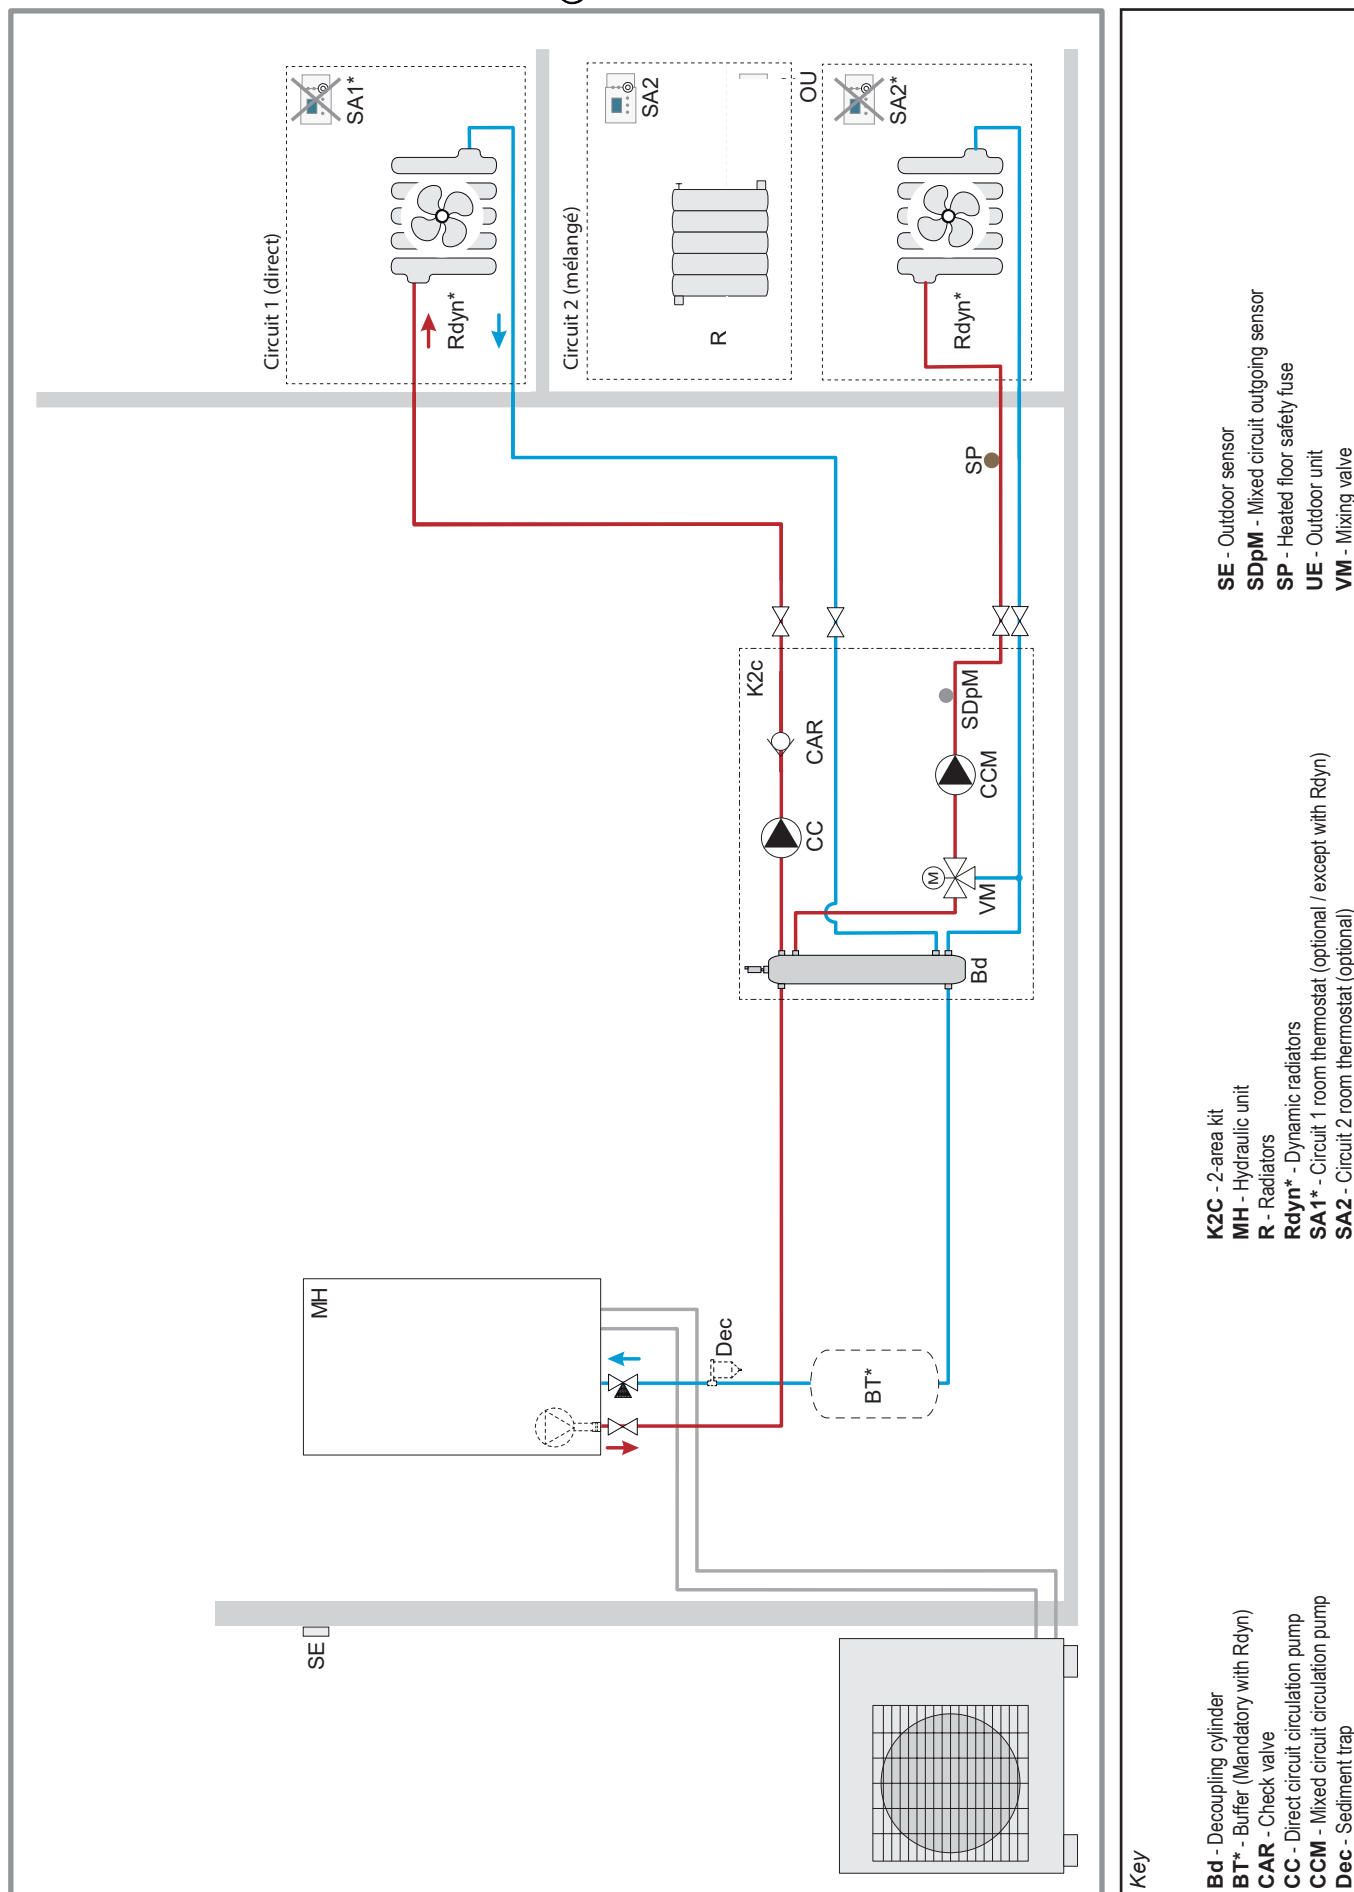 Circuit 1 (direct)
SA1*
Rdyn*
Circuit 2 (mélangé)
SA2
R
OU
SA2*
Rdyn*
SP
K2c
CAR
CC
SDpM
CCM
M
VM
Bd
MH
Dec
BT*
SE
Key
Bd - Decoupling cylinder
BT* - Buffer (Mandatory with Rdyn)
CAR - Check valve
CC - Direct circuit circulation pump
CCM - Mixed circuit circulation pump
Dec - Sediment trap
K2C - 2-area kit
MH - Hydraulic unit
R - Radiators
Rdyn* - Dynamic radiators
SA1* - Circuit 1 room thermostat (optional / except with Rdyn)
SA2 - Circuit 2 room thermostat (optional)
SE - Outdoor sensor
SDpM - Mixed circuit outgoing sensor
SP - Heated floor safety fuse
UE - Outdoor unit
VM - Mixing valve